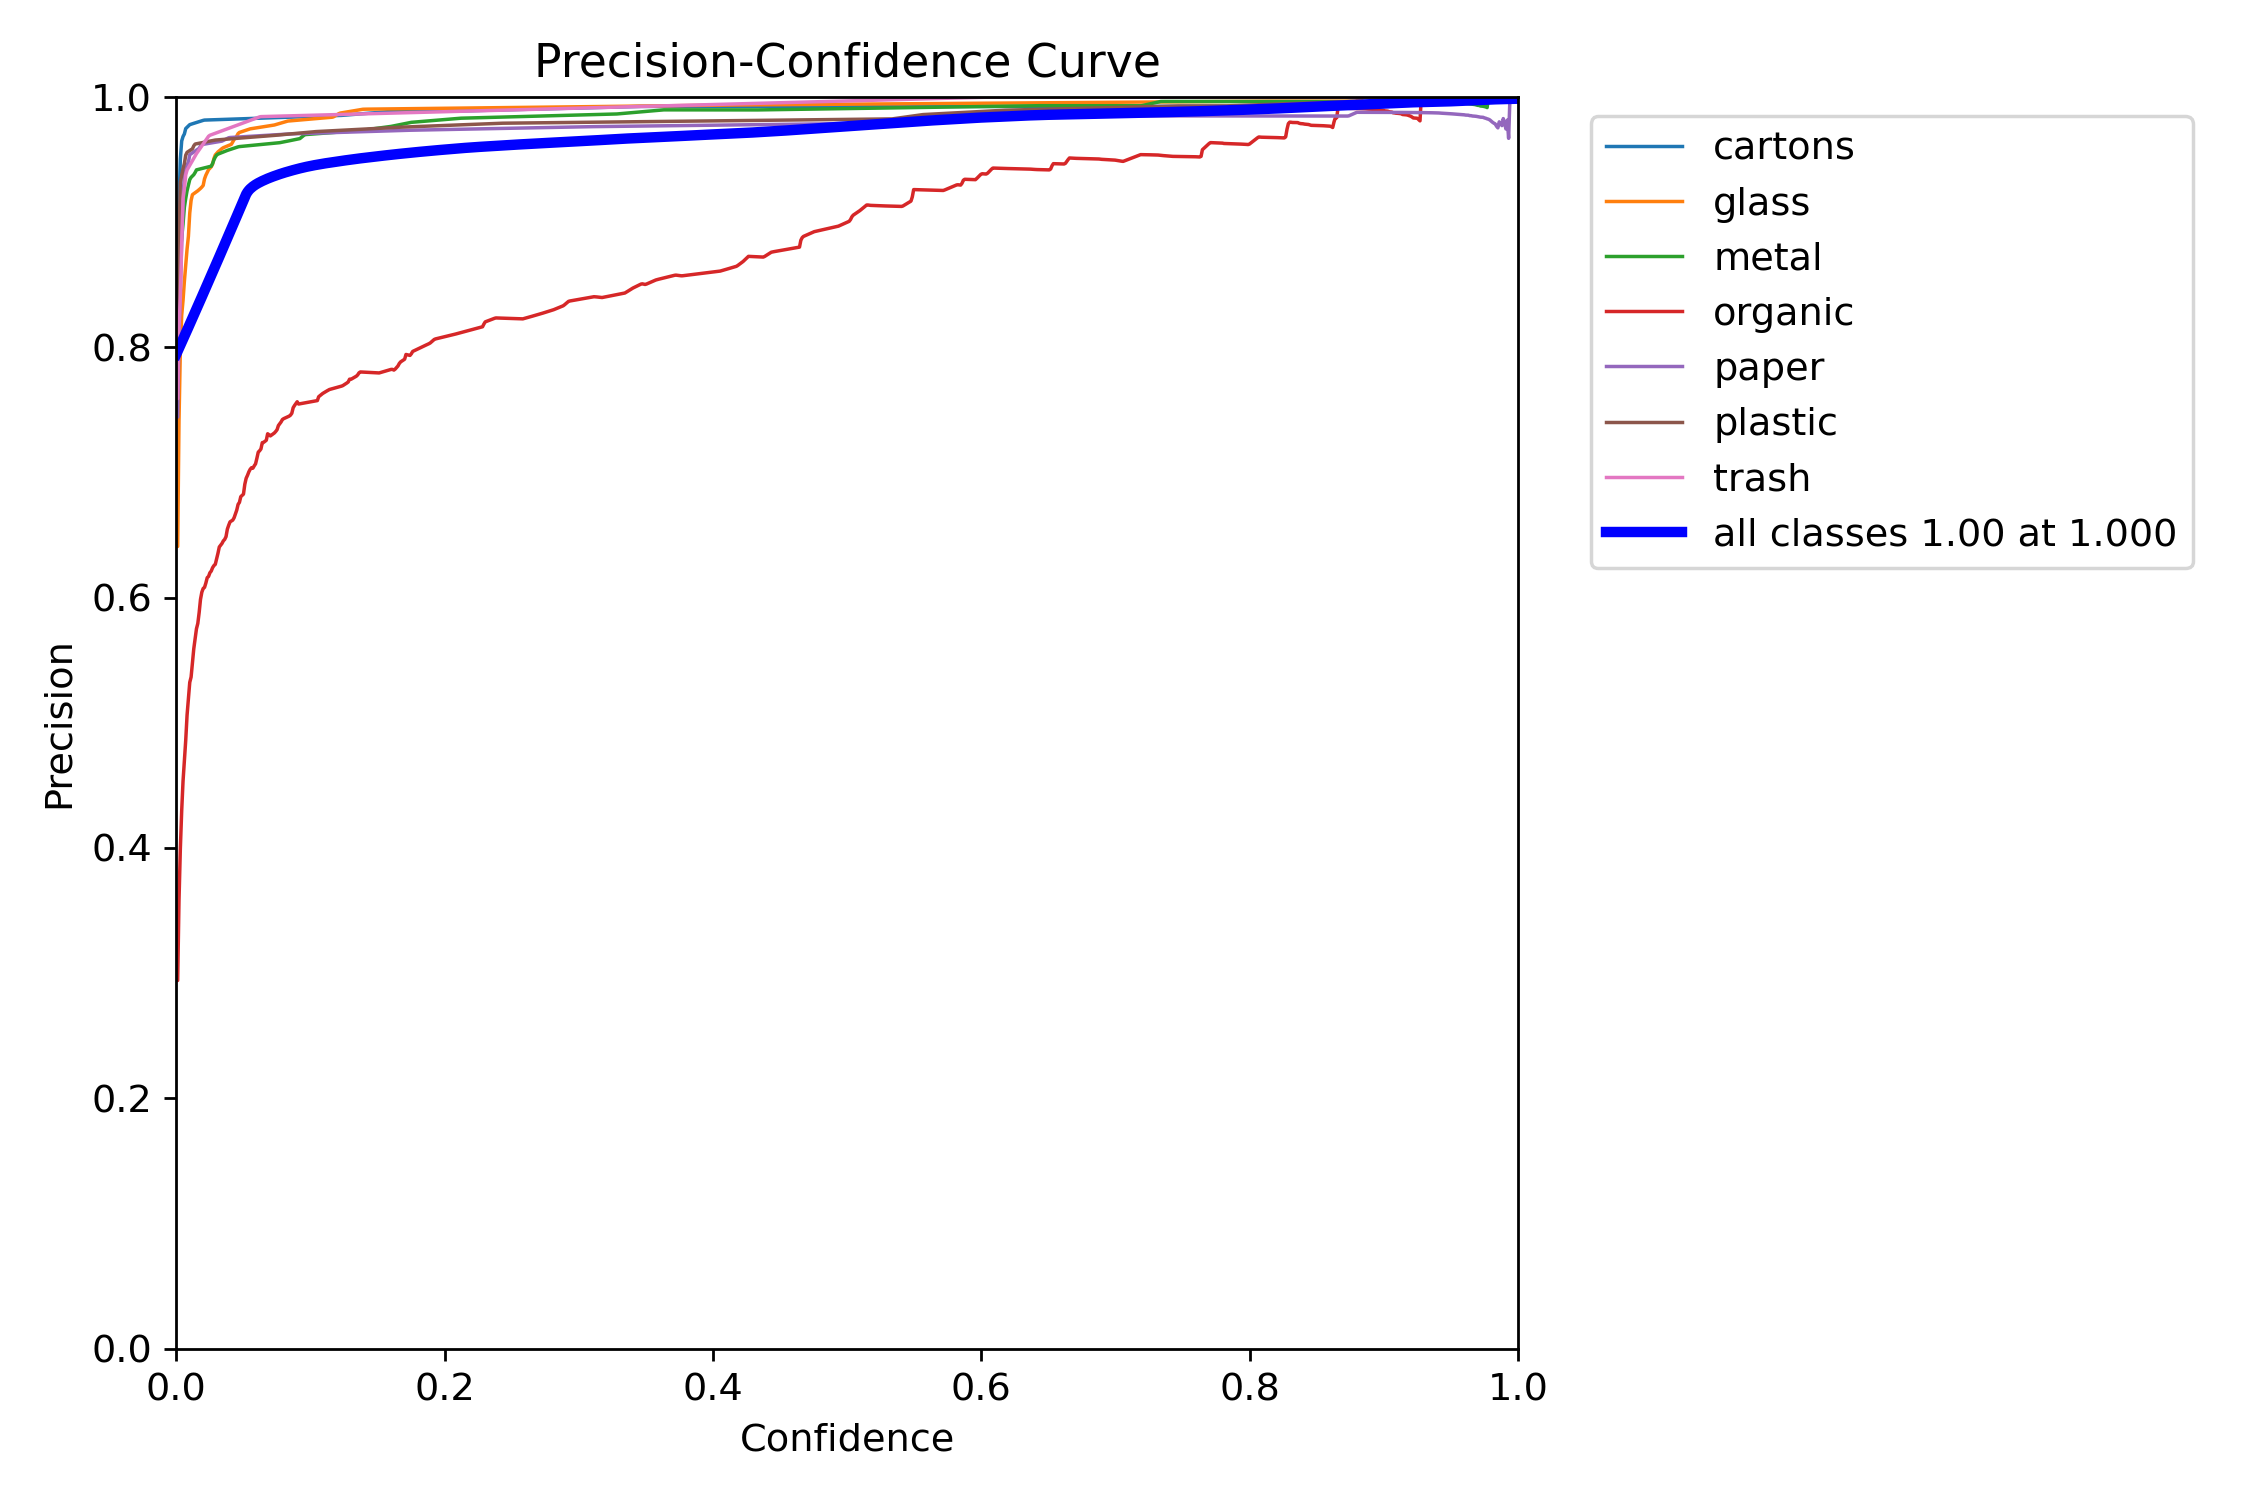 Precision-Confidence Curve
1.0
0.8
0.6
0.4
0.2
0.0
Precision
0.0 0.2 0.4 0.6 0.8 1.0
Confidence
cartons
glass
metal
organic
paper
plastic
trash
all classes 1.00 at 1.000